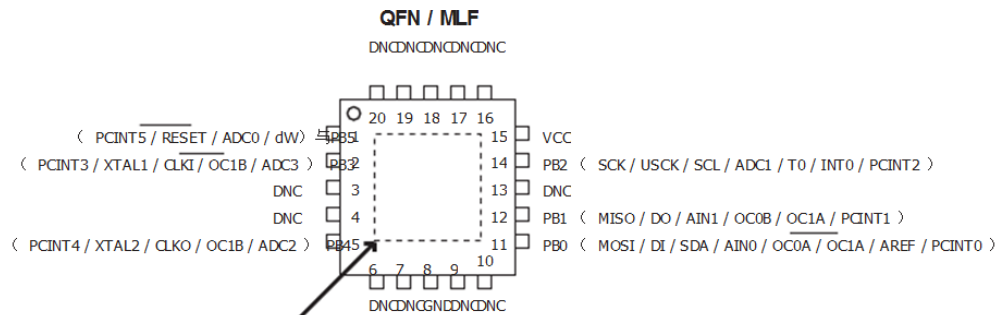 QFN / MLF
DNCDNCDNCDNCDNC
20 19 18 17 16
（ PCINT5 / RESET / ADC0 / dW） 与PB5 1
15 VCC
（ PCINT3 / XTAL1 / CLKI / OC1B / ADC3 ） PB3 2
14 PB2 （ SCK / USCK / SCL / ADC1 / T0 / INT0 / PCINT2 ）
DNC 3
13 DNC
DNC 4
12 PB1 （ MISO / DO / AIN1 / OC0B / OC1A / PCINT1 ）
（ PCINT4 / XTAL2 / CLKO / OC1B / ADC2 ） PB4 5
11 PB0 （ MOSI / DI / SDA / AIN0 / OC0A / OC1A / AREF / PCINT0 ）
6 7 8 9 10
DNCDNCGNDDNCDNC